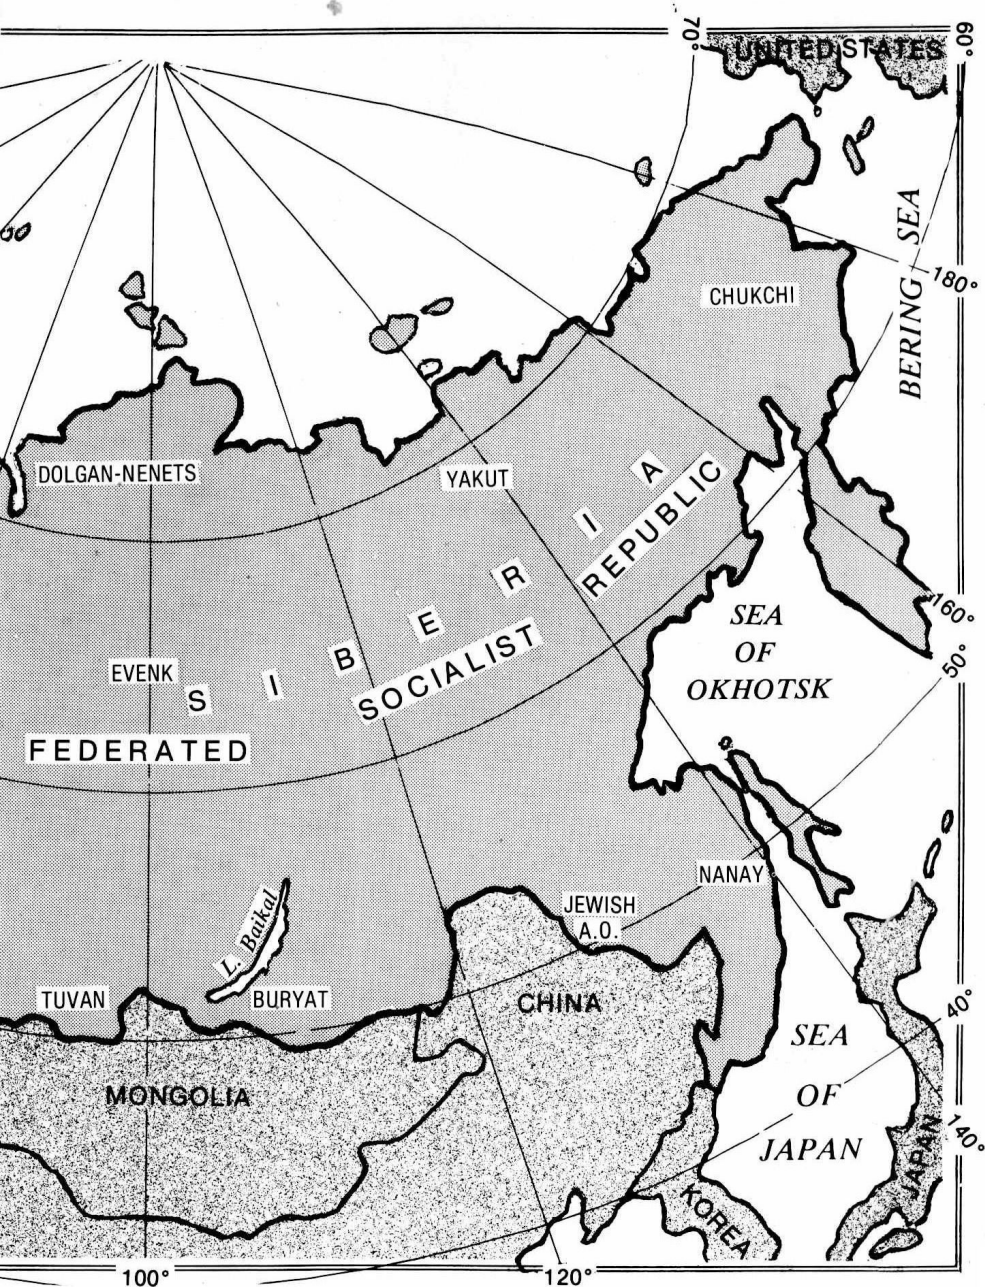 70°
60°
UNITED STATES
BERING SEA
180°
CHUKCHI
DOLGAN-NENETS
YAKUT
SIBERIA
REPUBLIC
SEA
OF
OKHOTSK
160°
50°
EVENK
SOCIALIST
FEDERATED
NANAY
JEWISH
A.O.
L. Baikal
TUVAN
BURYAT
CHINA
40°
SEA
OF
JAPAN
MONGOLIA
140°
JAPAN
KOREA
100°
120°